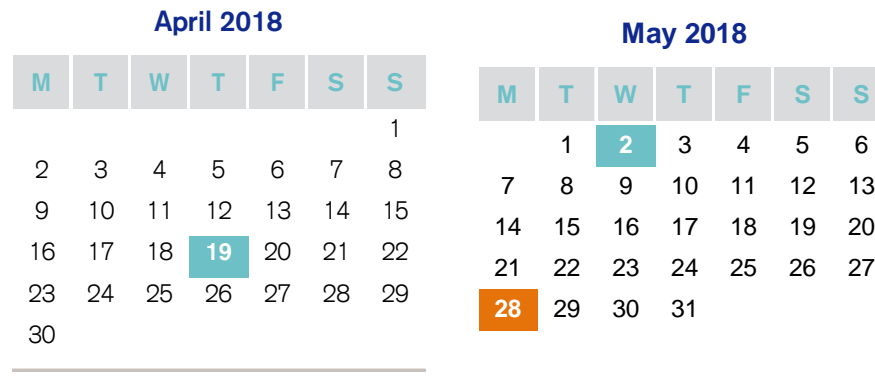 April 2018
M T W T F S S
1
2 3 4 5 6 7 8
9 10 11 12 13 14 15
16 17 18 19 20 21 22
23 24 25 26 27 28 29
30
May 2018
M T W T F S S
1 2 3 4 5 6
7 8 9 10 11 12 13
14 15 16 17 18 19 20
21 22 23 24 25 26 27
28 29 30 31